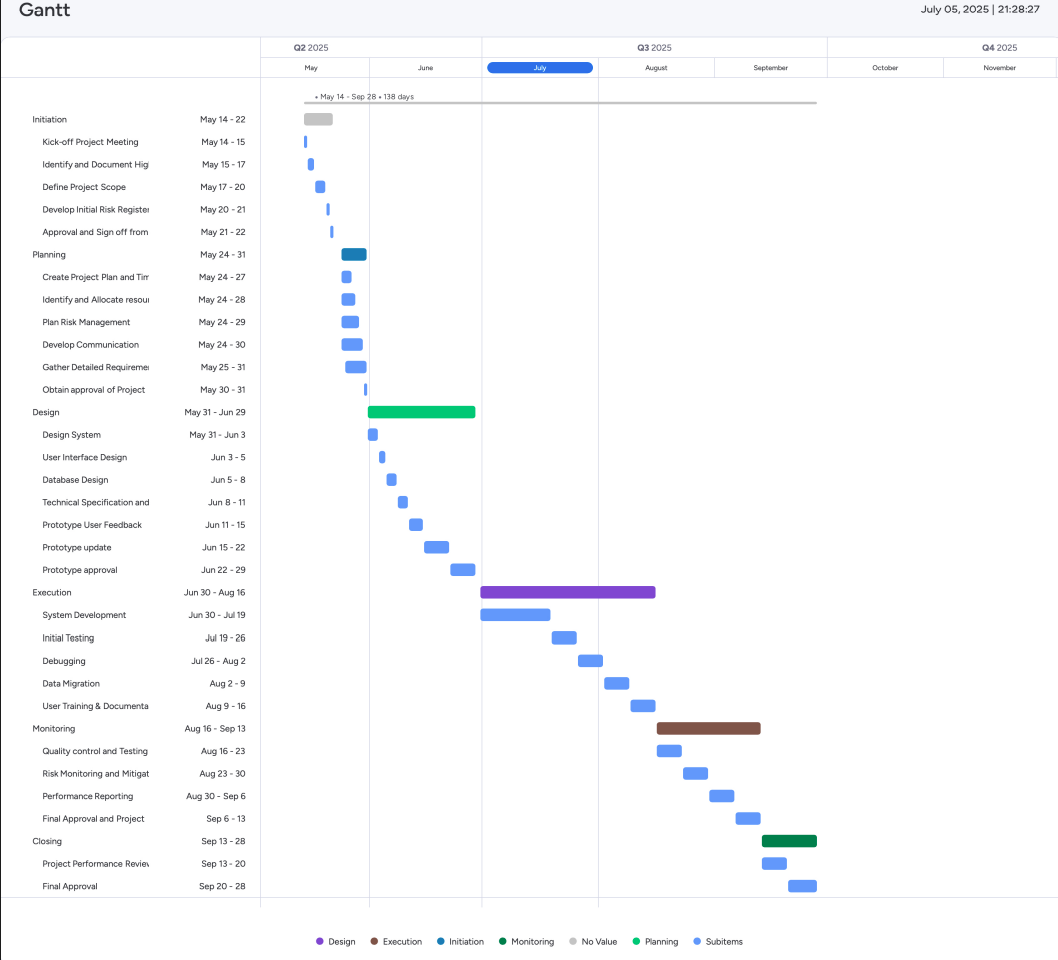 Gantt
July 05, 2025 | 21:28:27
Q2 2025 Q3 2025 Q4 2025
May June July August September October November
• May 14 - Sep 28 • 138 days
Initiation May 14 - 22
Kick-off Project Meeting May 14 - 15
Identify and Document Hig May 15 - 17
Define Project Scope May 17 - 20
Develop Initial Risk Register May 20 - 21
Approval and Sign off from May 21 - 22
Planning May 24 - 31
Create Project Plan and Tim May 24 - 27
Identify and Allocate resour May 24 - 28
Plan Risk Management May 24 - 29
Develop Communication May 24 - 30
Gather Detailed Requiremen May 25 - 31
Obtain approval of Project May 30 - 31
Design May 31 - Jun 29
Design System May 31 - Jun 3
User Interface Design Jun 3 - 5
Database Design Jun 5 - 8
Technical Specification and Jun 8 - 11
Prototype User Feedback Jun 11 - 15
Prototype update Jun 15 - 22
Prototype approval Jun 22 - 29
Execution Jun 30 - Aug 16
System Development Jun 30 - Jul 19
Initial Testing Jul 19 - 26
Debugging Jul 26 - Aug 2
Data Migration Aug 2 - 9
User Training & Documenta Aug 9 - 16
Monitoring Aug 16 - Sep 13
Quality control and Testing Aug 16 - 23
Risk Monitoring and Mitigat Aug 23 - 30
Performance Reporting Aug 30 - Sep 6
Final Approval and Project Sep 6 - 13
Closing Sep 13 - 28
Project Performance Review Sep 13 - 20
Final Approval Sep 20 - 28
Design Execution Initiation Monitoring No Value Planning Subitems